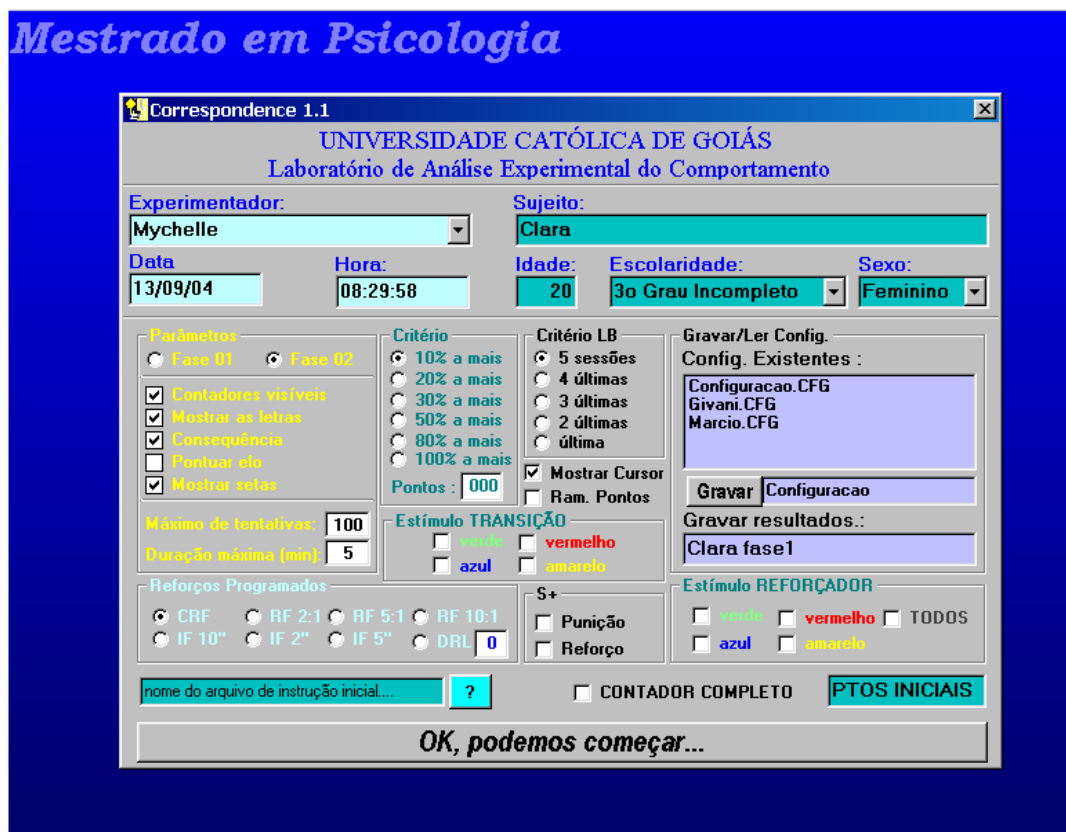 Mestrado em Psicologia
Correspondence 1.1
UNIVERSIDADE CATÓLICA DE GOIÁS
Laboratório de Análise Experimental do Comportamento
Experimentador: Sujeito:
Mychelle Clara
Data Hora: Idade: Escolaridade: Sexo:
13/09/04 08:29:58 20 3o Grau Incompleto Feminino
Parâmetros
Fase 01 Fase 02
Contadores visíveis
Mostrar as letras
Consequência
Pontuar elo
Mostrar setas
Máximo de tentativas: 100
Duração máxima (min): 5
Critério
10% a mais
20% a mais
30% a mais
50% a mais
80% a mais
100% a mais
Pontos : 000
Critério LB
5 sessões
4 últimas
3 últimas
2 últimas
última
Mostrar Cursor
Ram. Pontos
Estímulo TRANSIÇÃO
verde vermelho
azul amarelo
Gravar/Ler Config.
Config. Existentes :
Configuracao.CFG
Givani.CFG
Marcio.CFG
Gravar Configuracao
Gravar resultados.:
Clara fase1
Reforços Programados
CRF RF 2:1 RF 5:1 RF 10:1
IF 10" IF 2" IF 5" DRL 0
S+
Punição
Reforço
Estímulo REFORÇADOR
verde vermelho TODOS
azul amarelo
nome do arquivo de instrução inicial.... ? CONTADOR COMPLETO PTOS INICIAIS
OK, podemos começar...